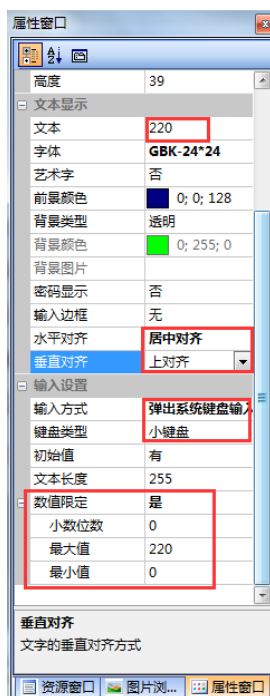 属性窗口
高度 39
文本显示
文本 220
字体 GBK-24*24
艺术字 否
前景颜色 0; 0; 128
背景类型 透明
背景颜色 0; 255; 0
背景图片
密码显示 否
输入边框 无
水平对齐 居中对齐
垂直对齐 上对齐
输入设置
输入方式 弹出系统键盘输入
键盘类型 小键盘
初始值 有
文本长度 255
数值限定 是
小数位数 0
最大值 220
最小值 0
垂直对齐
文字的垂直对齐方式
资源窗口 图片浏... 属性窗口